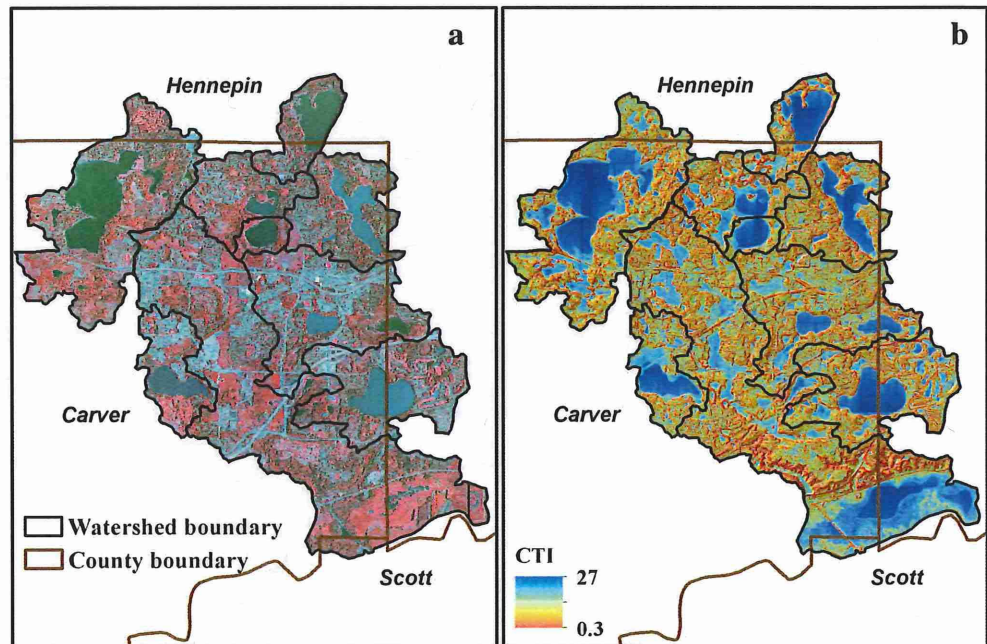 a
Hennepin
Carver
Watershed boundary
County boundary
Scott
b
Hennepin
Carver
CTI
27
0.3
Scott